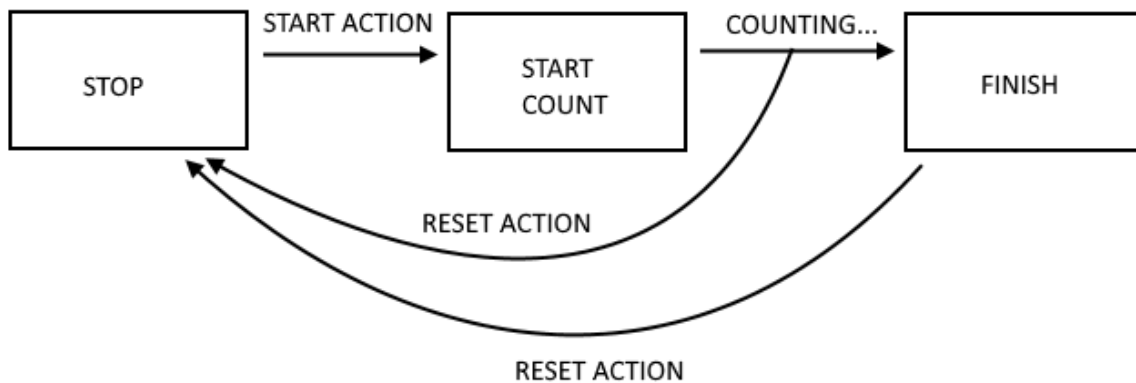 START ACTION
COUNTING...
STOP
START
COUNT
FINISH
RESET ACTION
RESET ACTION